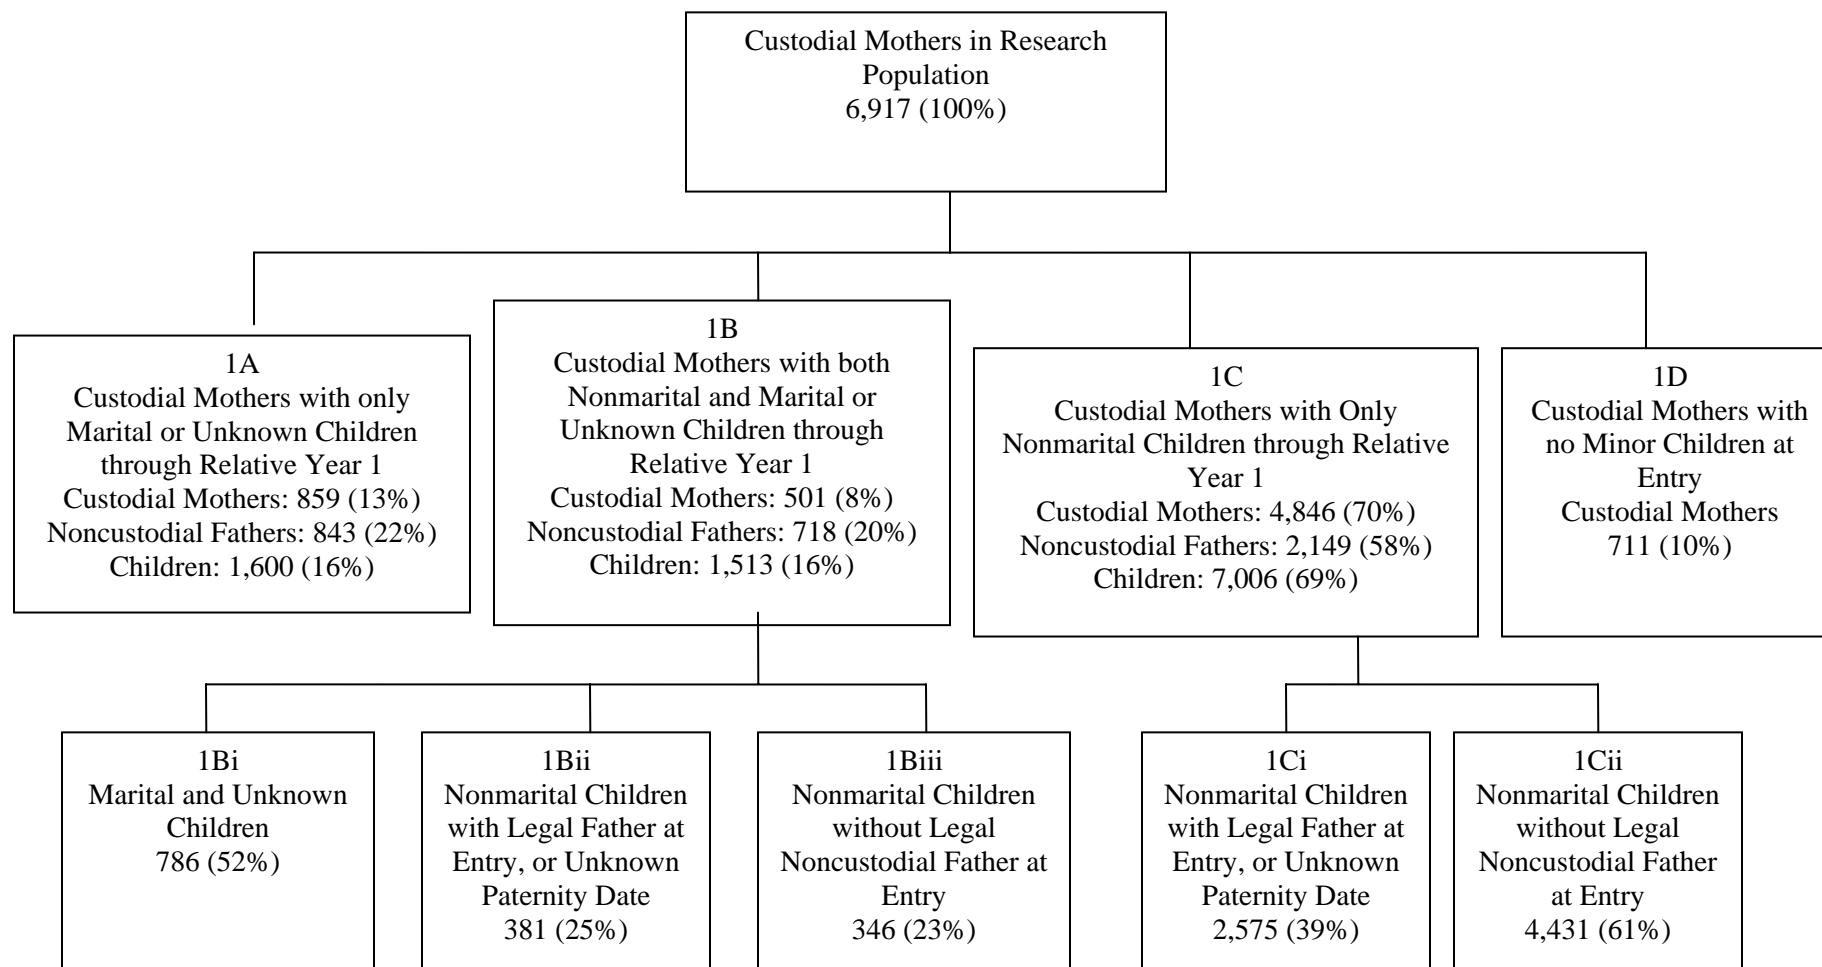 Custodial Mothers in Research
Population
6,917 (100%)
1A
Custodial Mothers with only
Marital or Unknown Children
through Relative Year 1
Custodial Mothers: 859 (13%)
Noncustodial Fathers: 843 (22%)
Children: 1,600 (16%)
1B
Custodial Mothers with both
Nonmarital and Marital or
Unknown Children through
Relative Year 1
Custodial Mothers: 501 (8%)
Noncustodial Fathers: 718 (20%)
Children: 1,513 (16%)
1C
Custodial Mothers with Only
Nonmarital Children through Relative
Year 1
Custodial Mothers: 4,846 (70%)
Noncustodial Fathers: 2,149 (58%)
Children: 7,006 (69%)
1D
Custodial Mothers with
no Minor Children at
Entry
Custodial Mothers
711 (10%)
1Bi
Marital and Unknown
Children
786 (52%)
1Bii
Nonmarital Children
with Legal Father at
Entry, or Unknown
Paternity Date
381 (25%)
1Biii
Nonmarital Children
without Legal
Noncustodial Father at
Entry
346 (23%)
1Ci
Nonmarital Children
with Legal Father at
Entry, or Unknown
Paternity Date
2,575 (39%)
1Cii
Nonmarital Children
without Legal
Noncustodial Father
at Entry
4,431 (61%)